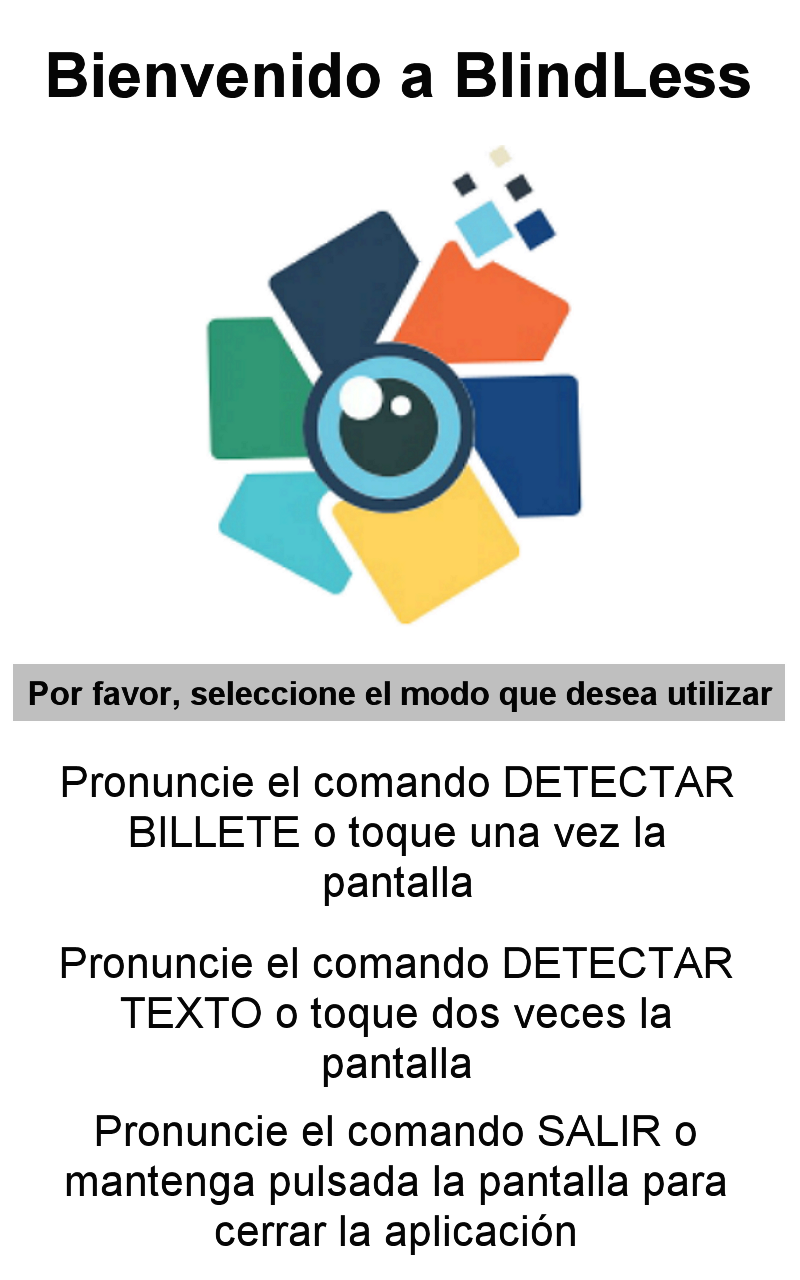 Bienvenido a BlindLess
Por favor, seleccione el modo que desea utilizar
Pronuncie el comando DETECTAR
BILLETE o toque una vez la
pantalla
Pronuncie el comando DETECTAR
TEXTO o toque dos veces la
pantalla
Pronuncie el comando SALIR o
mantenga pulsada la pantalla para
cerrar la aplicación